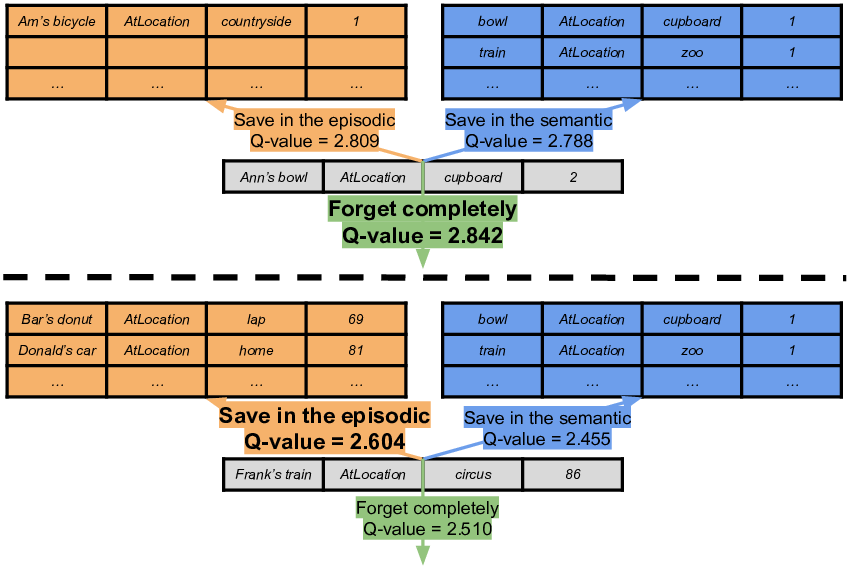 Am's bicycle AtLocation countryside 1
... ... ... ...
bowl AtLocation cupboard 1
train AtLocation zoo 1
... ... ... ...
Save in the episodic
Q-value = 2.809
Save in the semantic
Q-value = 2.788
Ann's bowl AtLocation cupboard 2
Forget completely
Q-value = 2.842
Bar's donut AtLocation lap 69
Donald's car AtLocation home 81
... ... ... ...
bowl AtLocation cupboard 1
train AtLocation zoo 1
... ... ... ...
Save in the episodic
Q-value = 2.604
Save in the semantic
Q-value = 2.455
Frank's train AtLocation circus 86
Forget completely
Q-value = 2.510